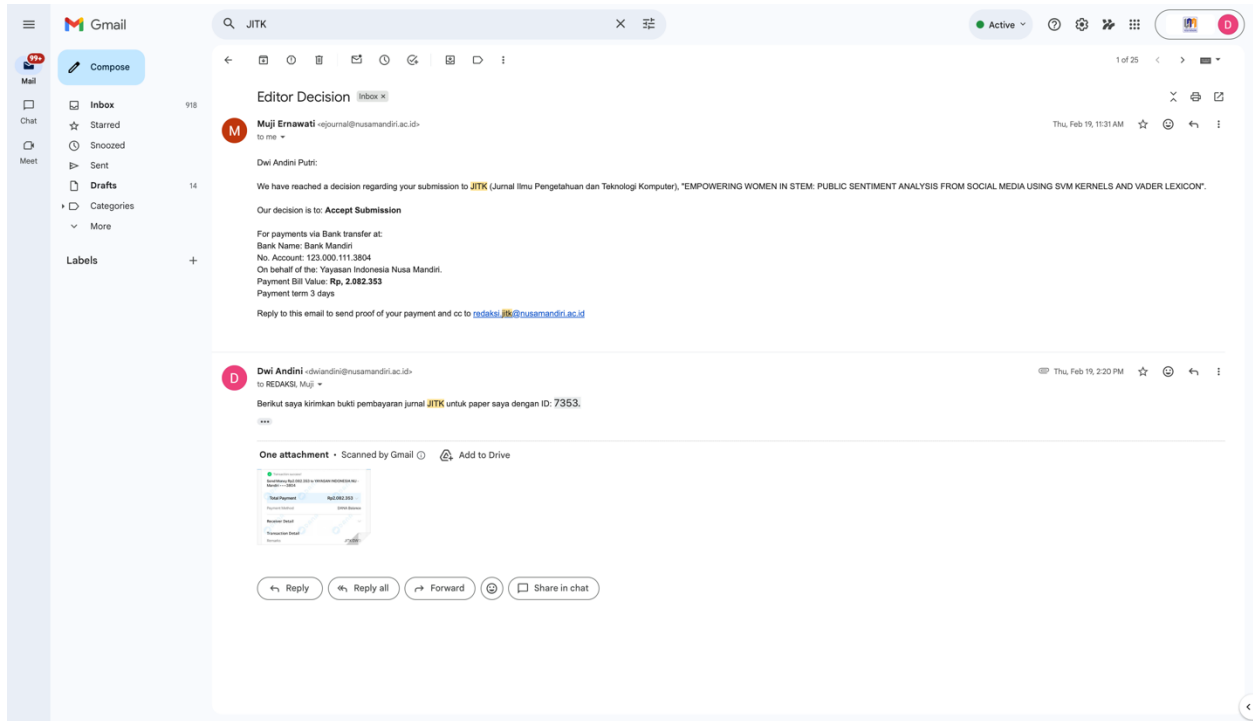 Gmail
JITK
Active
D
99+
Mail
Chat
Meet
Compose
Inbox 918
Starred
Snoozed
Sent
Drafts 14
Categories
More
Labels
1 of 25
Editor Decision Inbox ×
M
Muji Ernawati <ejournal@nusamandiri.ac.id> Thu, Feb 19, 11:31 AM
to me
Dwi Andini Putri:
We have reached a decision regarding your submission to JITK (Jurnal Ilmu Pengetahuan dan Teknologi Komputer), "EMPOWERING WOMEN IN STEM: PUBLIC SENTIMENT ANALYSIS FROM SOCIAL MEDIA USING SVM KERNELS AND VADER LEXICON".
Our decision is to: Accept Submission
For payments via Bank transfer at:
Bank Name: Bank Mandiri
No. Account: 123.000.111.3804
On behalf of the: Yayasan Indonesia Nusa Mandiri.
Payment Bill Value: Rp, 2.082.353
Payment term 3 days
Reply to this email to send proof of your payment and cc to redaksi.jitk@nusamandiri.ac.id
D
Dwi Andini <dwiandini@nusamandiri.ac.id> Thu, Feb 19, 2:20 PM
to REDAKSI, Muji
Berikut saya kirimkan bukti pembayaran jurnal JITK untuk paper saya dengan ID: 7353.
One attachment • Scanned by Gmail Add to Drive
Total Payment Rp2.082.353
Payment Method
Receiver Detail
Transaction Detail
Reply
Reply all
Forward
Share in chat